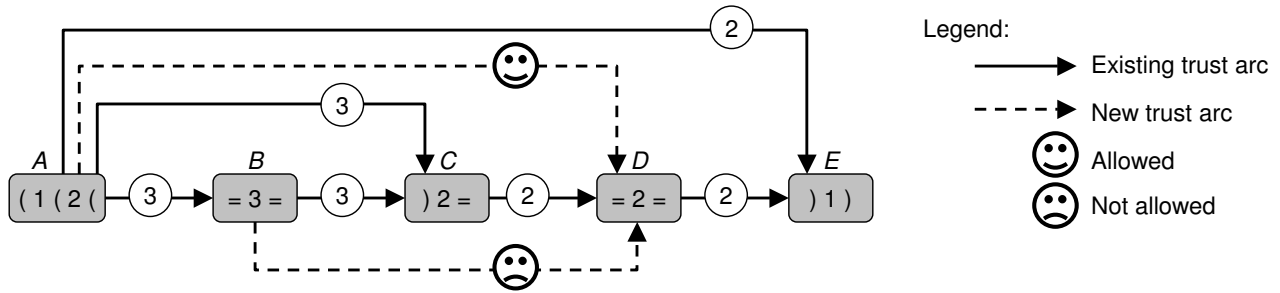 2
Legend:
Existing trust arc
3
New trust arc
A
B
C
D
E
Allowed
( 1 ( 2 (
3
= 3 =
3
) 2 =
2
= 2 =
2
) 1 )
Not allowed